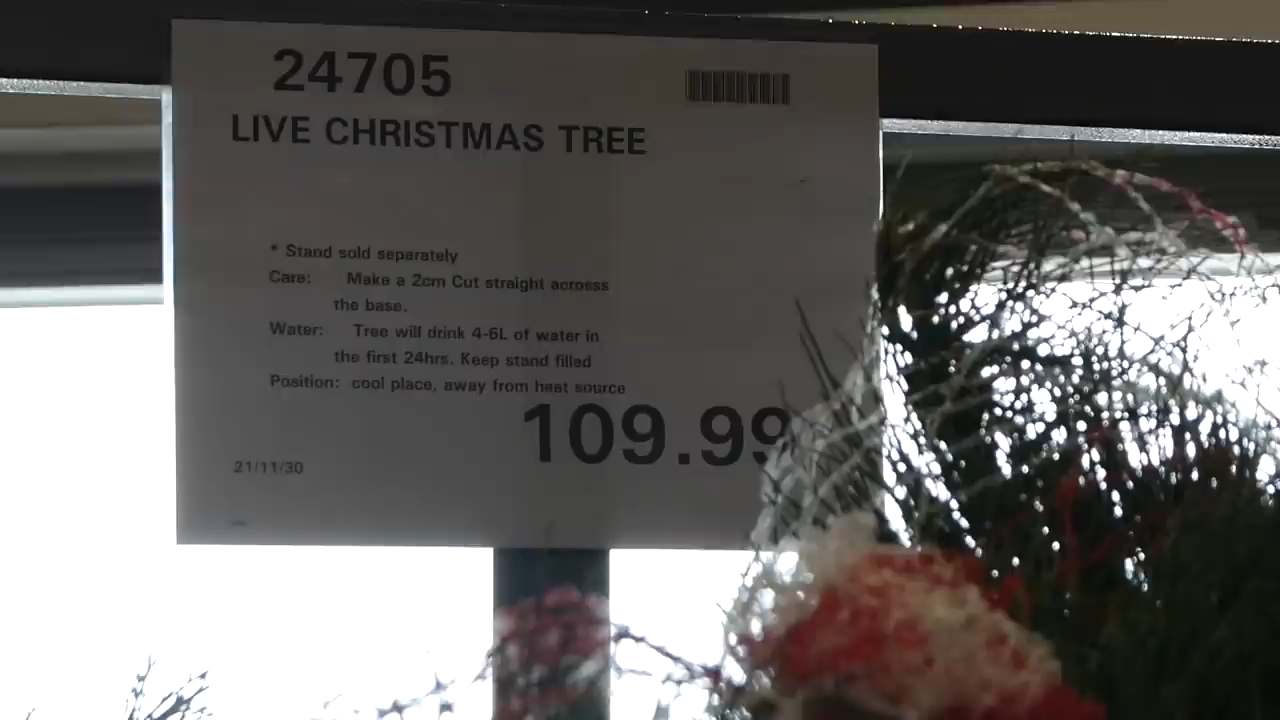 24705
LIVE CHRISTMAS TREE
* Stand sold separately
Care: Make a 2cm Cut straight acrosss
the base.
Water: Tree will drink 4-6L of water in
the first 24hrs. Keep stand filled
Position: cool place, away from heat source
109.99
21/11/30